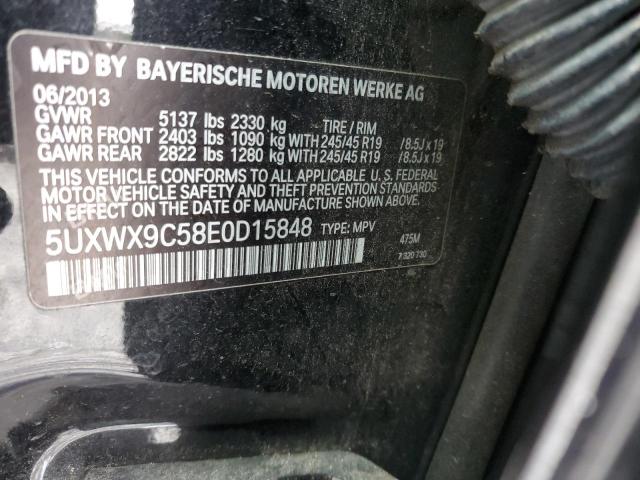 MFD BY BAYERISCHE MOTOREN WERKE AG
06/2013
GVWR 5137 lbs 2330 kg TIRE / RIM
GAWR FRONT 2403 lbs 1090 kg WITH 245/45 R19 / 8.5J x 19
GAWR REAR 2822 lbs 1280 kg WITH 245/45 R19 / 8.5J x 19
THIS VEHICLE CONFORMS TO ALL APPLICABLE U. S. FEDERAL
MOTOR VEHICLE SAFETY AND THEFT PREVENTION STANDARDS
IN EFFECT ON THE DATE OF MANUFACTURE SHOWN ABOVE.
5UXWX9C58E0D15848 TYPE: MPV 475M
7 320 730